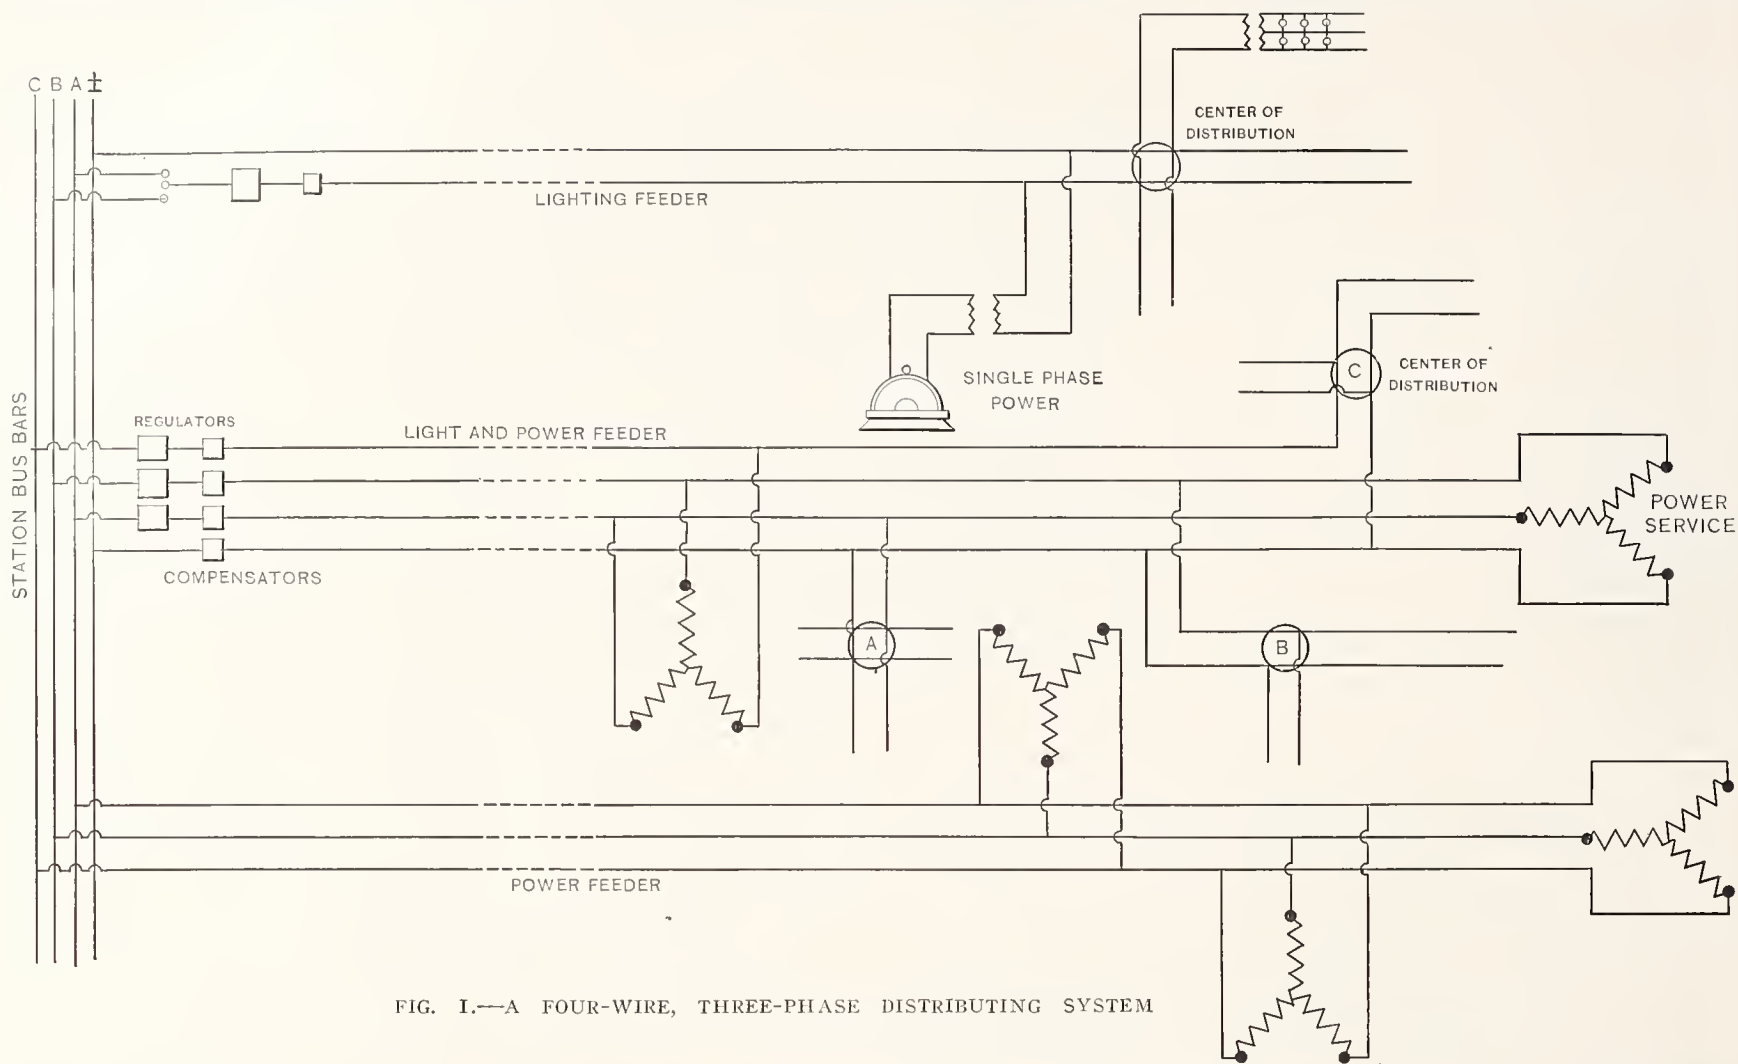 C B A ±
CENTER OF
DISTRIBUTION
LIGHTING FEEDER
SINGLE PHASE
POWER
C
CENTER OF
DISTRIBUTION
STATION BUS BARS
REGULATORS
LIGHT AND POWER FEEDER
POWER
SERVICE
COMPENSATORS
A
B
POWER FEEDER
FIG. I.—A FOUR-WIRE, THREE-PHASE DISTRIBUTING SYSTEM